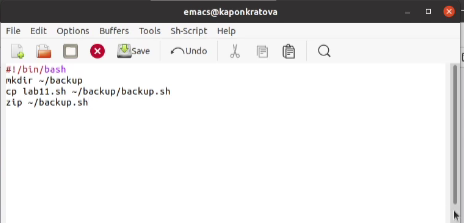 emacs@kaponkratova
File Edit Options Buffers Tools Sh-Script Help
Save Undo
#!/bin/bash
mkdir ~/backup
cp lab11.sh ~/backup/backup.sh
zip ~/backup.sh